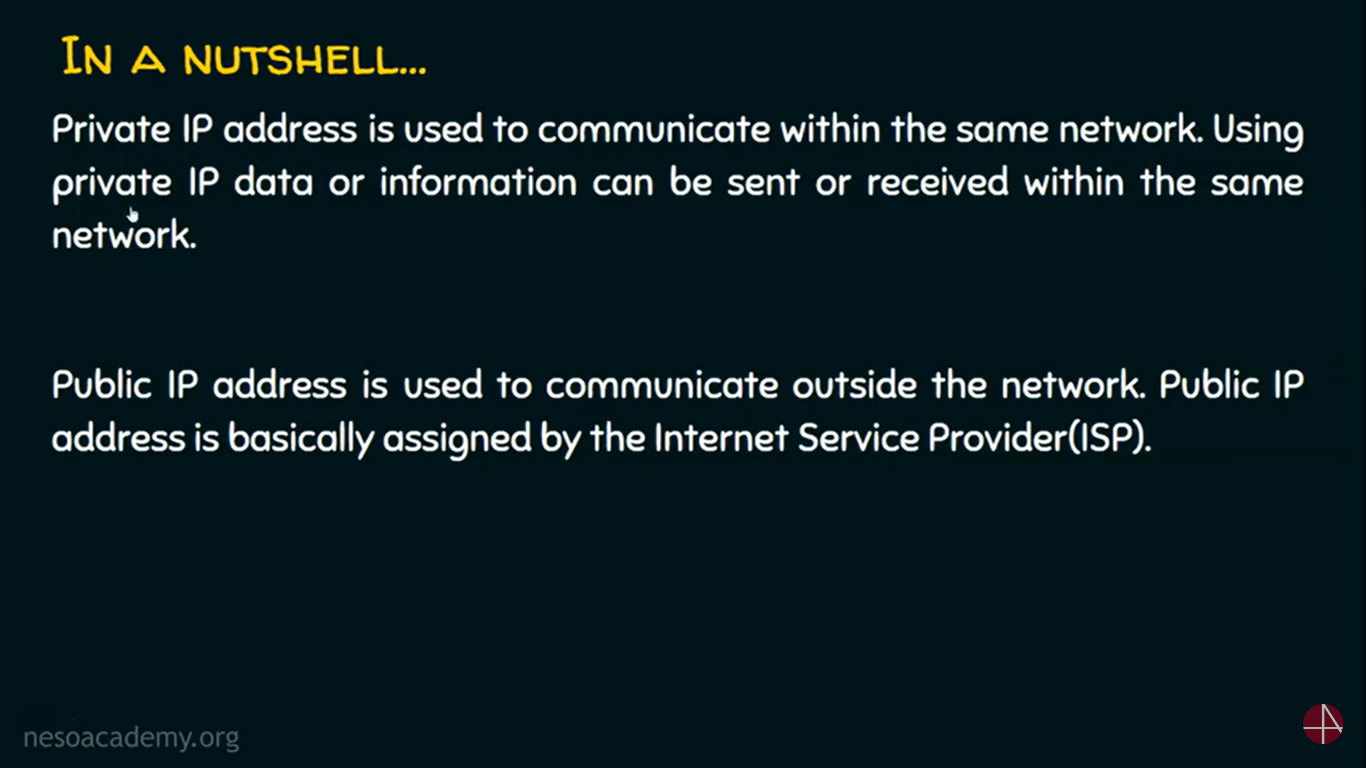 In a nutshell...
Private IP address is used to communicate within the same network. Using
private IP data or information can be sent or received within the same
network.
Public IP address is used to communicate outside the network. Public IP
address is basically assigned by the Internet Service Provider(ISP).
nesoacademy.org